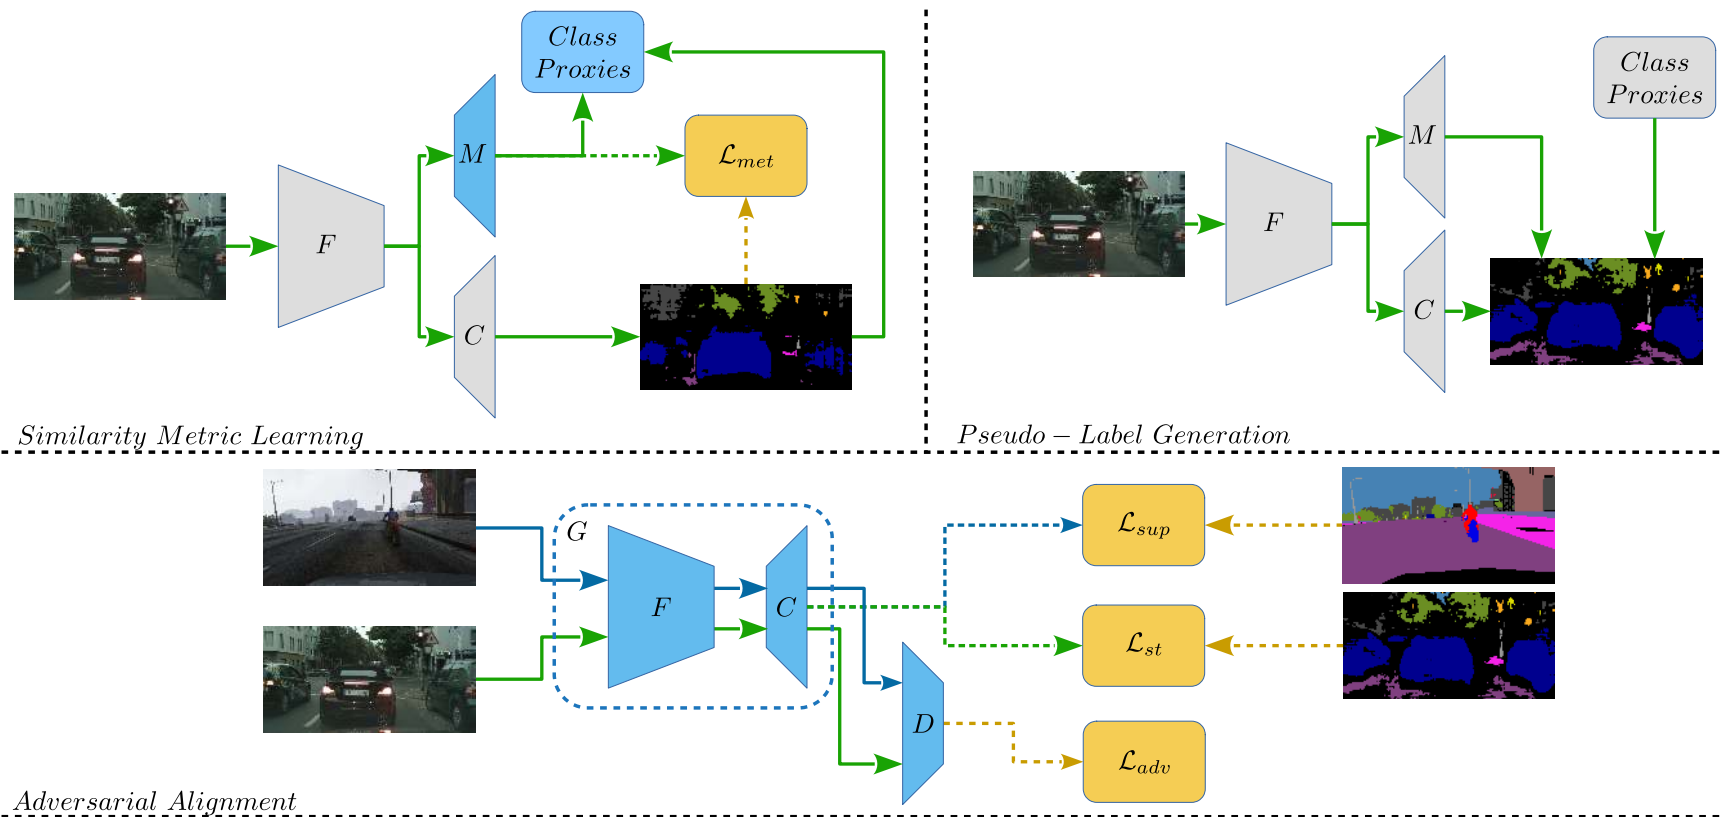 Class
Proxies
M
L_met
F
C
Similarity Metric Learning
Class
Proxies
M
F
C
Pseudo − Label Generation
G
F
C
L_sup
L_st
D
L_adv
Adversarial Alignment